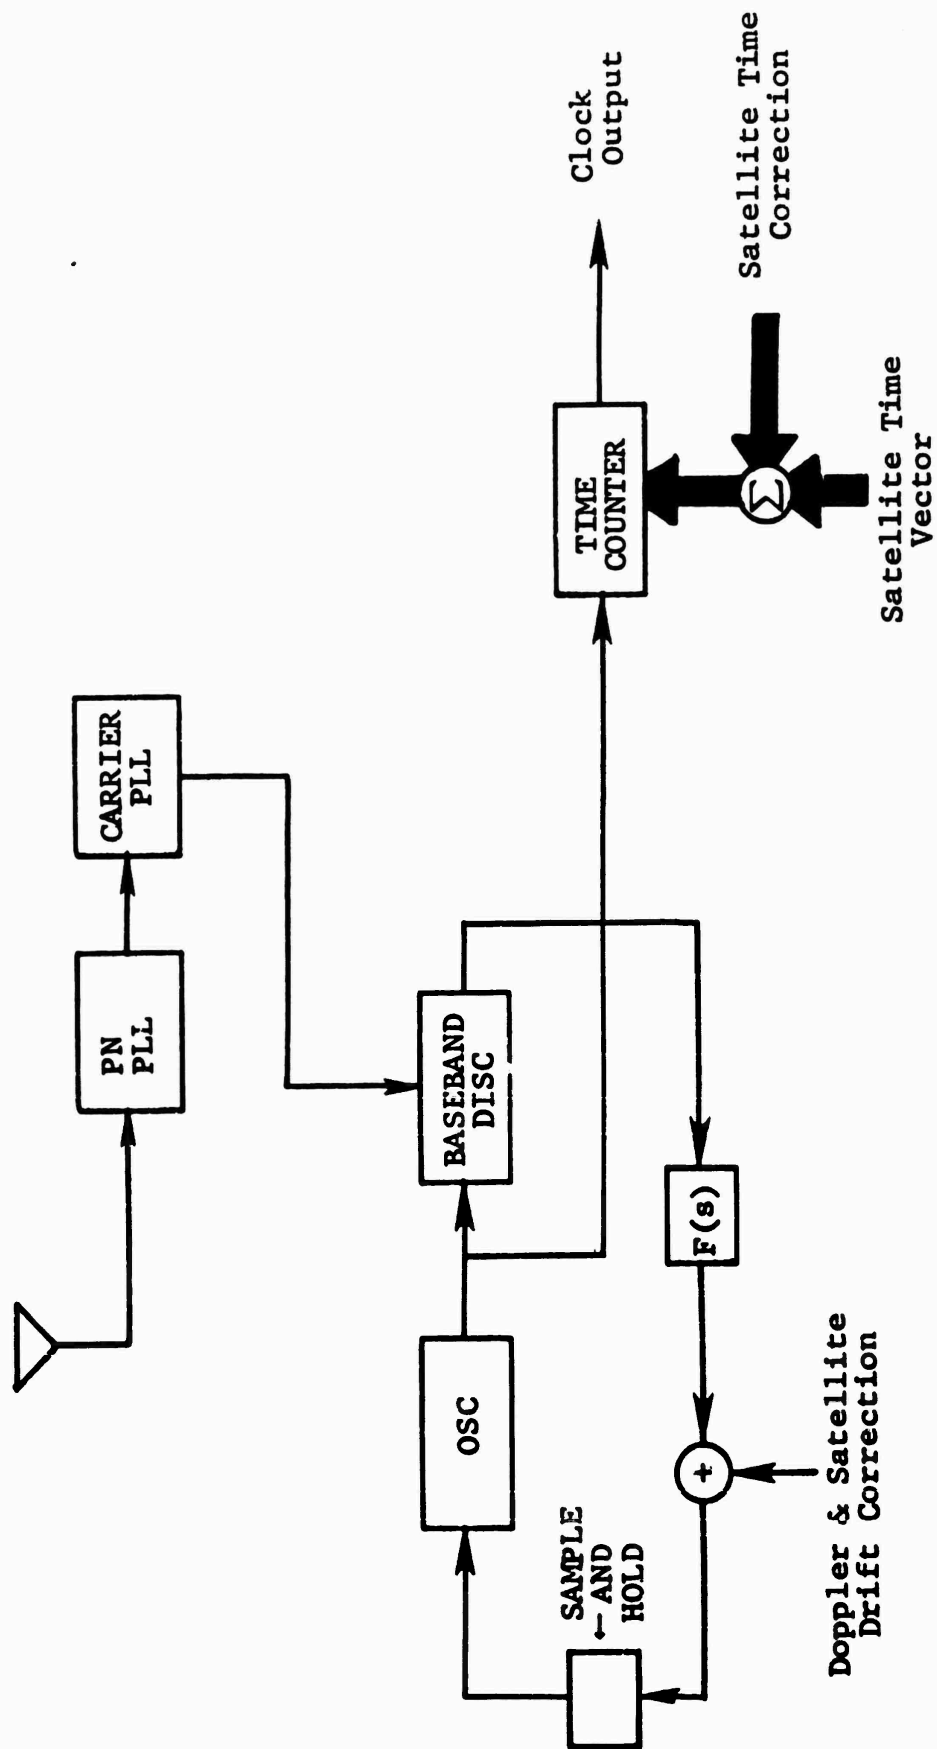 PN
PLL
CARRIER
PLL
SAMPLE
← AND
HOLD
OSC
BASEBAND
DISC
TIME
COUNTER
Clock
Output
+
F(s)
Σ
Satellite Time
Correction
Doppler & Satellite
Drift Correction
Satellite Time
Vector